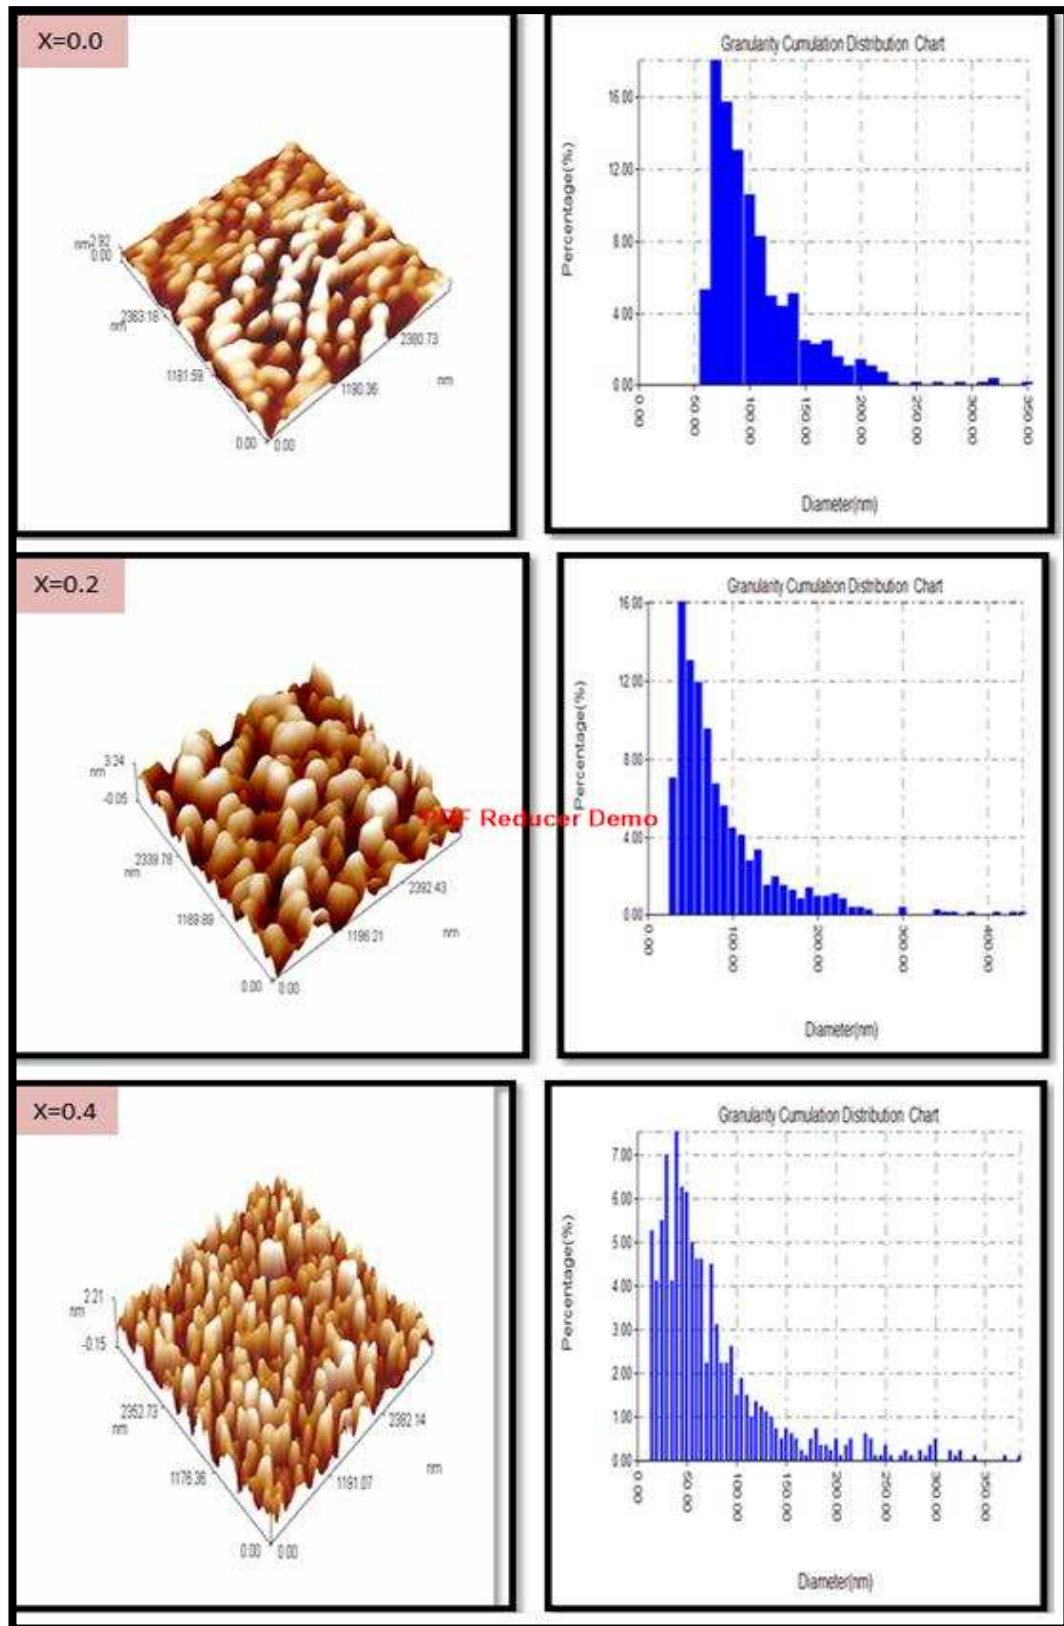 X=0.0
Granularity Cumulation Distribution Chart
Percentage(%)
16.00
12.00
8.00
4.00
0.00
0.00
50.00
100.00
150.00
200.00
250.00
300.00
350.00
Diameter(nm)
nm
2.92
0.00
2363.18
nm
1181.59
0.00
0.00
1190.36
2380.73
nm
X=0.2
Granularity Cumulation Distribution Chart
Percentage(%)
16.00
12.00
8.00
4.00
0.00
0.00
100.00
200.00
300.00
400.00
Diameter(nm)
3.24
nm
-0.05
2339.78
nm
1169.89
0.00
0.00
1196.21
2392.43
nm
Reducer Demo
X=0.4
Granularity Cumulation Distribution Chart
Percentage(%)
7.00
6.00
5.00
4.00
3.00
2.00
1.00
0.00
0.00
50.00
100.00
150.00
200.00
250.00
300.00
350.00
Diameter(nm)
2.21
nm
-0.15
2352.73
nm
1176.36
0.00
0.00
1191.07
2382.14
nm